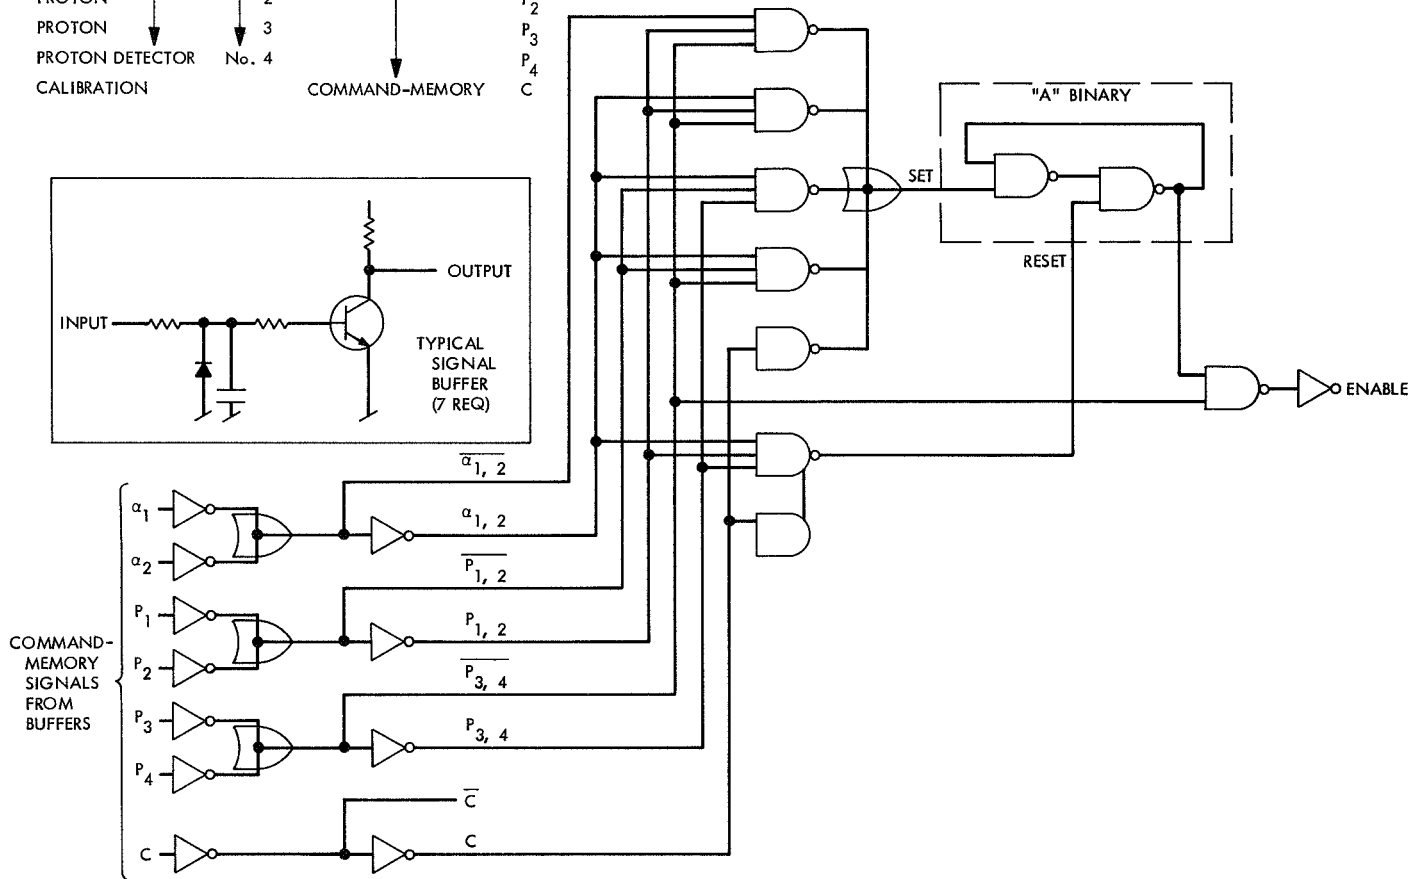 PROTON 2 P2
PROTON 3 P3
PROTON DETECTOR No. 4 P4
CALIBRATION COMMAND-MEMORY C
"A" BINARY
SET
RESET
OUTPUT
INPUT
TYPICAL
SIGNAL
BUFFER
(7 REQ)
ENABLE
α1, 2
α1
α1, 2
α2
P1, 2
P1
P1, 2
COMMAND-
MEMORY
SIGNALS
FROM
BUFFERS
P2
P3, 4
P3
P3, 4
P4
C
C
C